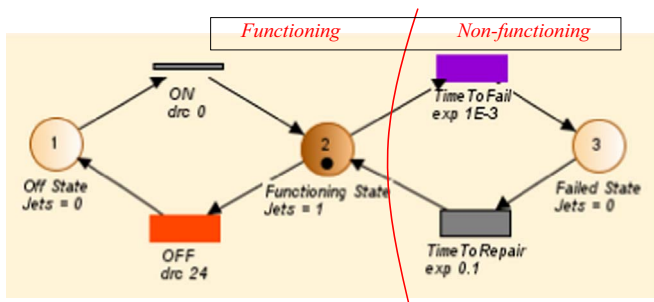 Functioning
Non-functioning
ON
drc 0
TimeToFail
exp 1E-3
1
2
3
Off State
Jets = 0
Functioning State
Jets = 1
Failed State
Jets = 0
OFF
drc 24
TimeToRepair
exp 0.1